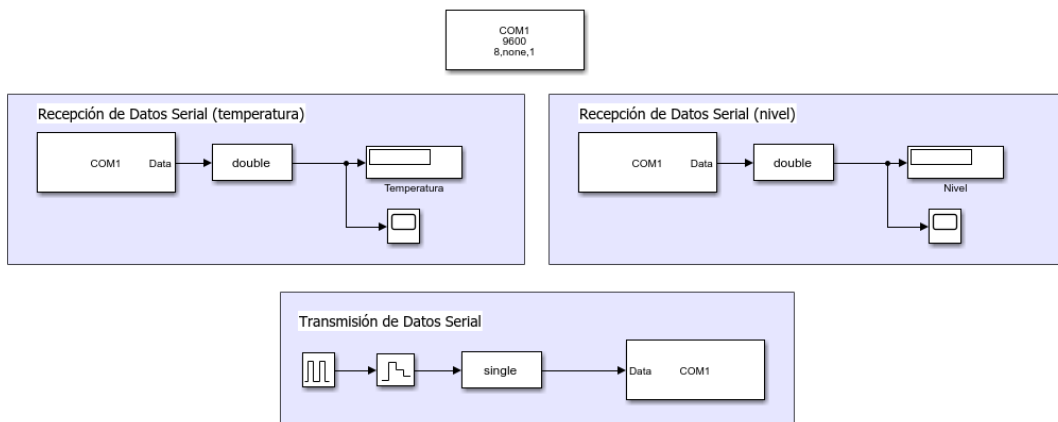 COM1
9600
8,none,1
Recepción de Datos Serial (temperatura)
COM1
Data
double
Temperatura
Recepción de Datos Serial (nivel)
COM1
Data
double
Nivel
Transmisión de Datos Serial
single
Data
COM1